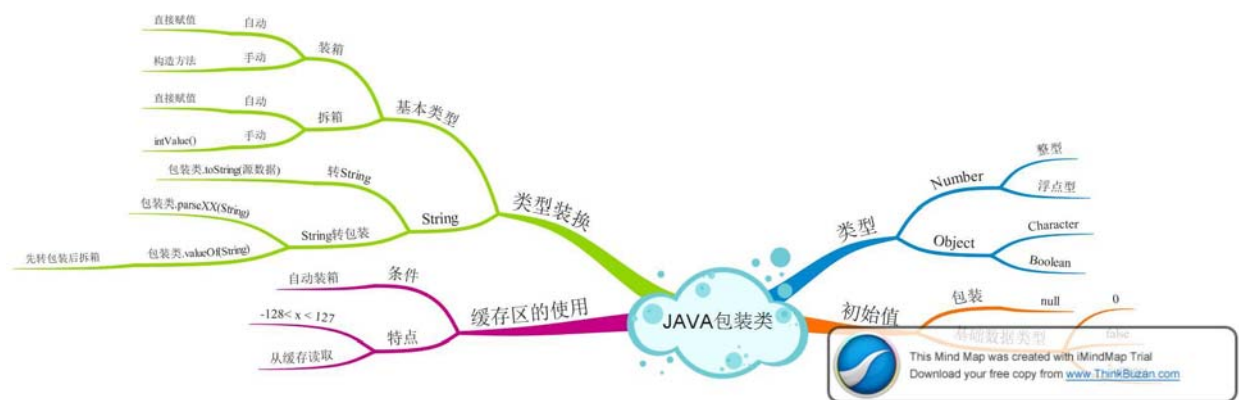 直接赋值
自动
装箱
构造方法
手动
直接赋值
自动
拆箱
intValue()
手动
基本类型
包装类.toString(源数据)
转String
包装类.parseXX(String)
String转包装
包装类.valueOf(String)
先转包装后拆箱
String
类型装换
自动装箱
条件
-128< x < 127
特点
从缓存读取
缓存区的使用
JAVA包装类
类型
Number
整型
浮点型
Object
Character
Boolean
初始值
包装
null
基础数据类型
0
false
This Mind Map was created with iMindMap Trial
Download your free copy from www.ThinkBuzan.com